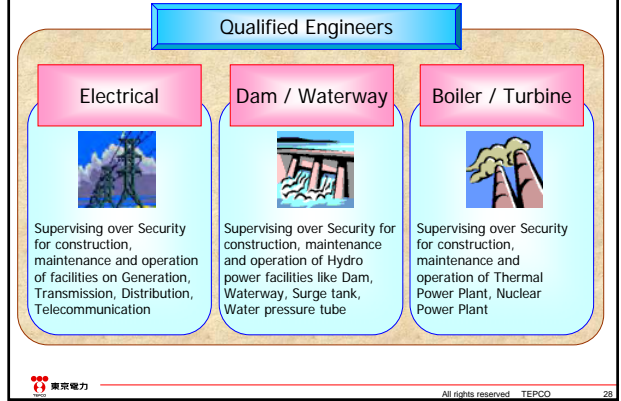 Qualified Engineers
Electrical
Supervising over Security
for construction,
maintenance and operation
of facilities on Generation,
Transmission, Distribution,
Telecommunication
Dam / Waterway
Supervising over Security for
construction, maintenance
and operation of Hydro
power facilities like Dam,
Waterway, Surge tank,
Water pressure tube
Boiler / Turbine
Supervising over Security
for construction,
maintenance and
operation of Thermal
Power Plant, Nuclear
Power Plant
TEPCO
東京電力
All rights reserved TEPCO
28